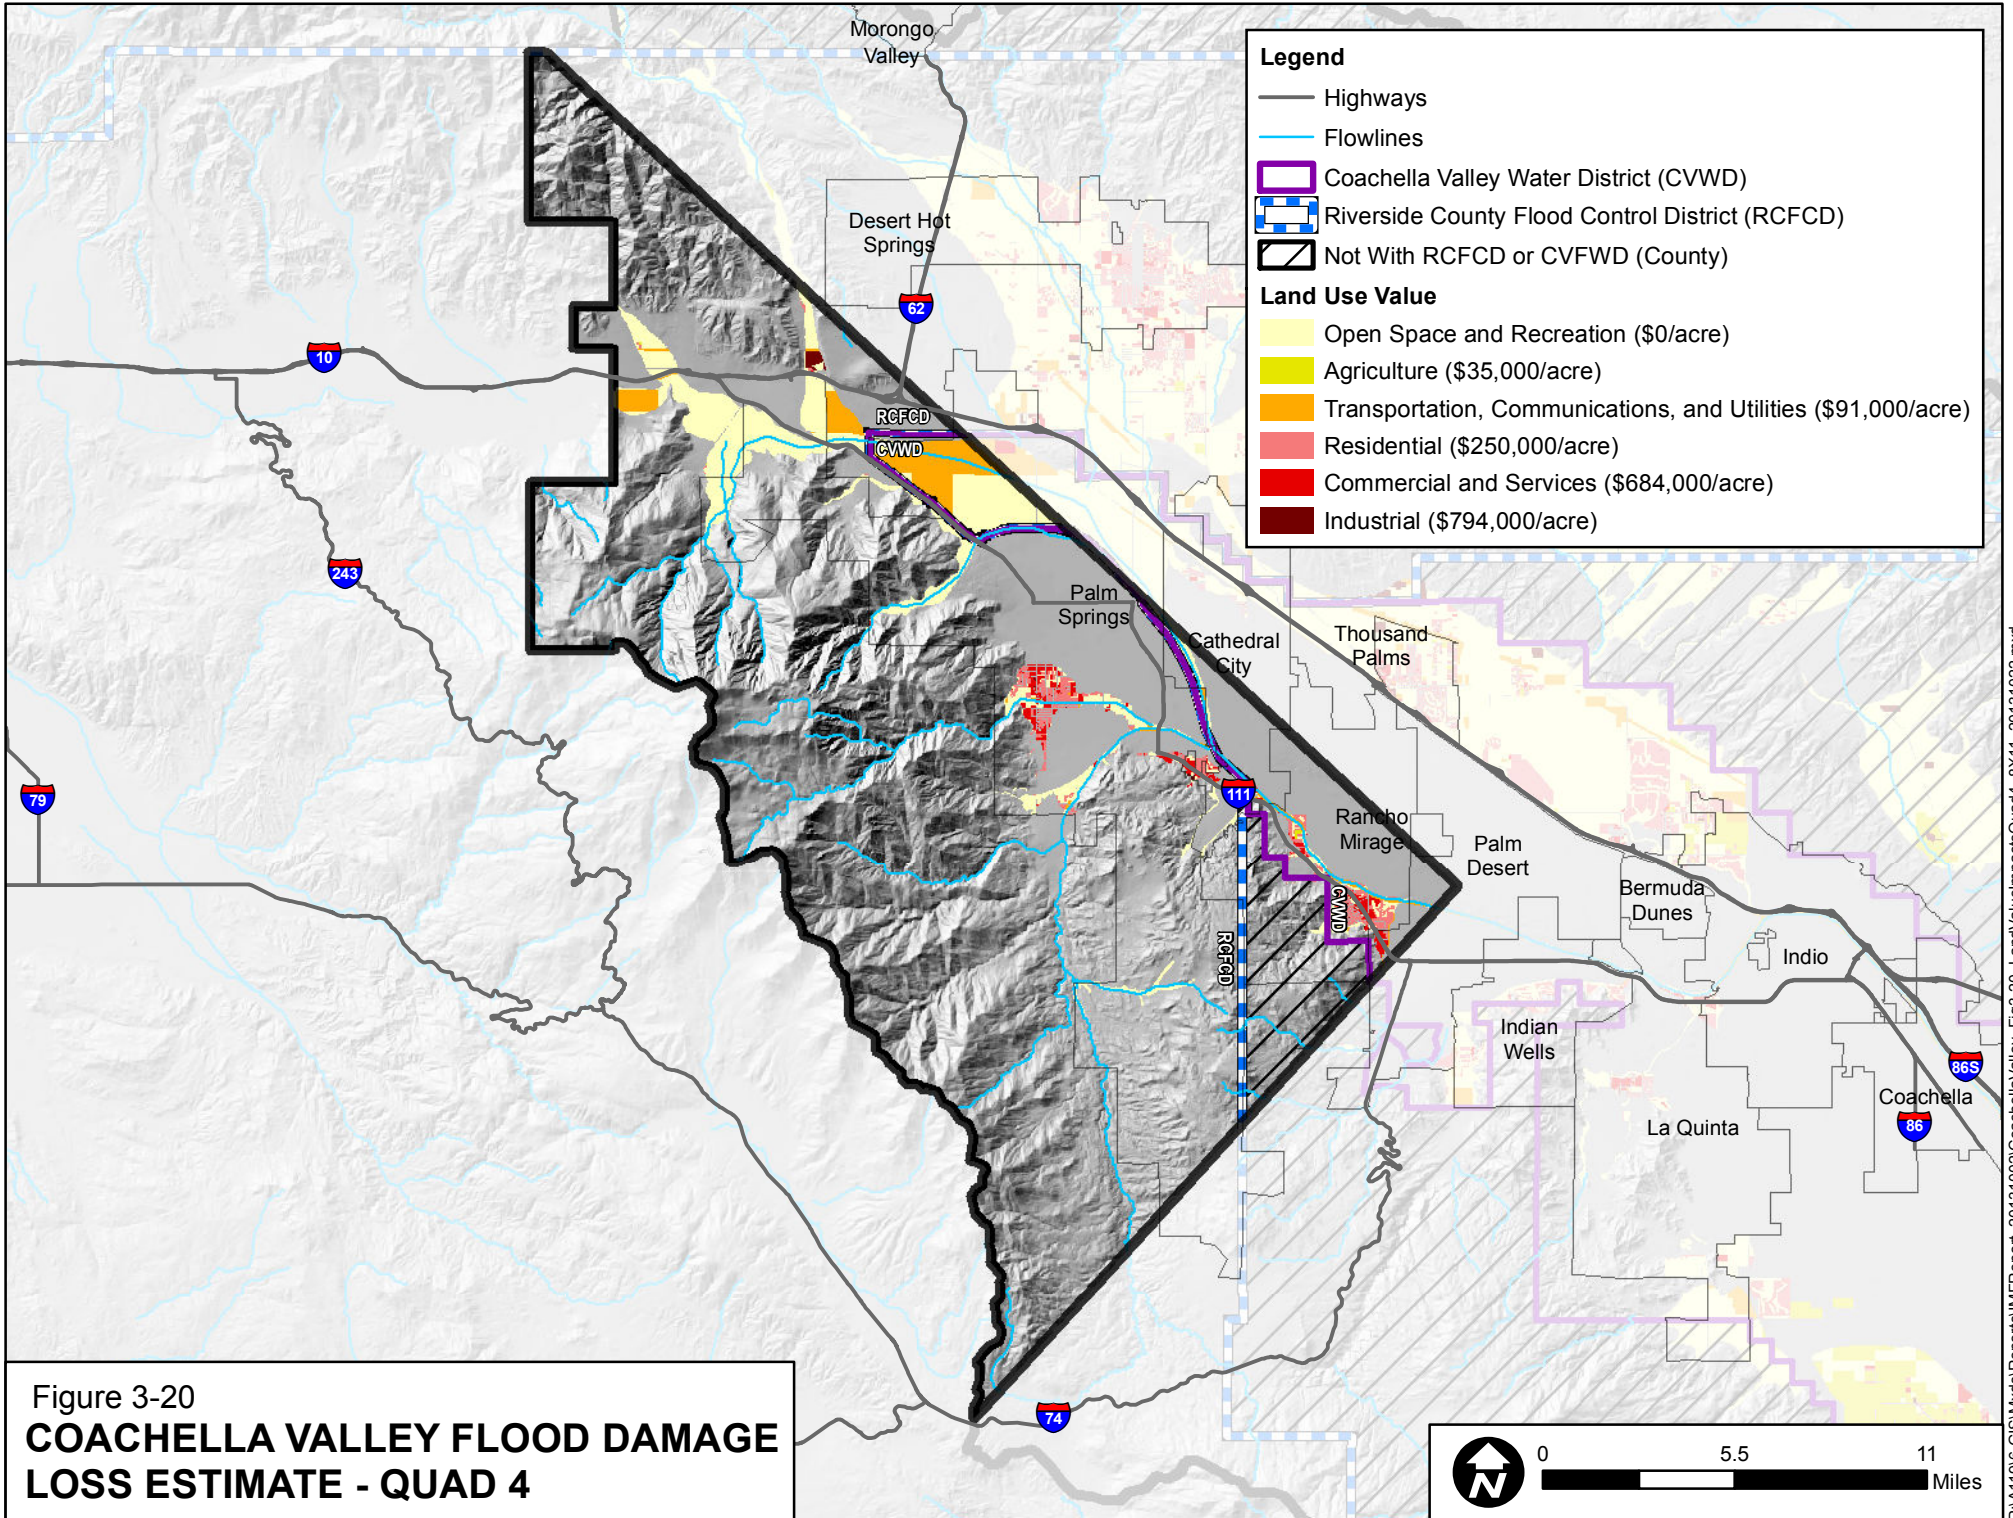 Morongo
Valley
Desert Hot
Springs
62
10
RCFCD
CVWD
243
Palm
Springs
Cathedral
City
Thousand
Palms
79
111
Rancho
Mirage
Palm
Desert
Bermuda
Dunes
CVWD
RCFCD
Indio
Indian
Wells
86S
Coachella
86
La Quinta
74
Legend
Highways
Flowlines
Coachella Valley Water District (CVWD)
Riverside County Flood Control District (RCFCD)
Not With RCFCD or CVFWD (County)
Land Use Value
Open Space and Recreation ($0/acre)
Agriculture ($35,000/acre)
Transportation, Communications, and Utilities ($91,000/acre)
Residential ($250,000/acre)
Commercial and Services ($684,000/acre)
Industrial ($794,000/acre)
Figure 3-20
COACHELLA VALLEY FLOOD DAMAGE
LOSS ESTIMATE - QUAD 4
N
0 5.5 11
Miles